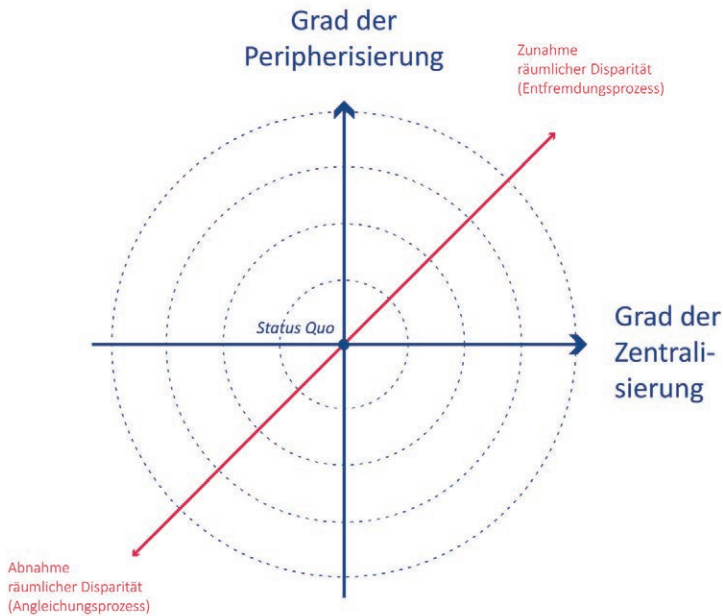 Grad der
Peripherisierung
Zunahme
räumlicher Disparität
(Entfremdungsprozess)
Status Quo
Grad der
Zentrali-
sierung
Abnahme
räumlicher Disparität
(Angleichungsprozess)